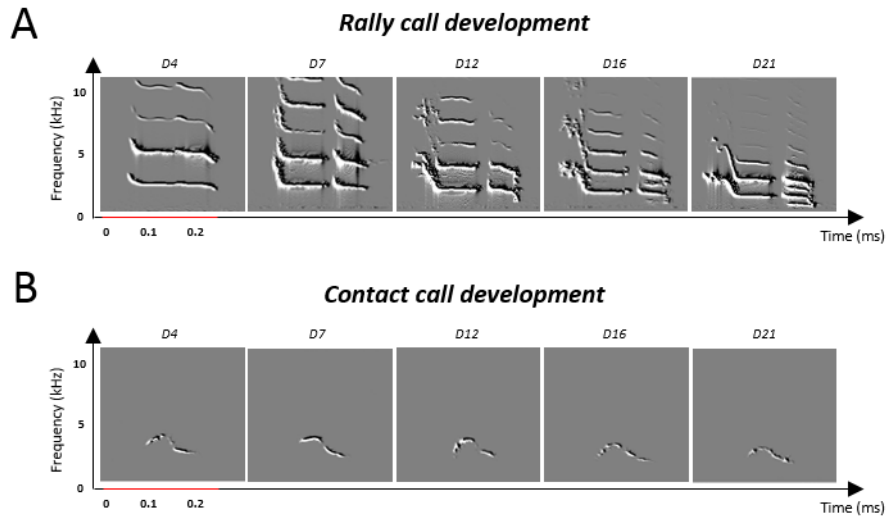 A
Rally call development
D4 D7 D12 D16 D21
10
5
0
Frequency (kHz)
0 0.1 0.2
Time (ms)
B
Contact call development
D4 D7 D12 D16 D21
10
5
0
Frequency (kHz)
0 0.1 0.2
Time (ms)